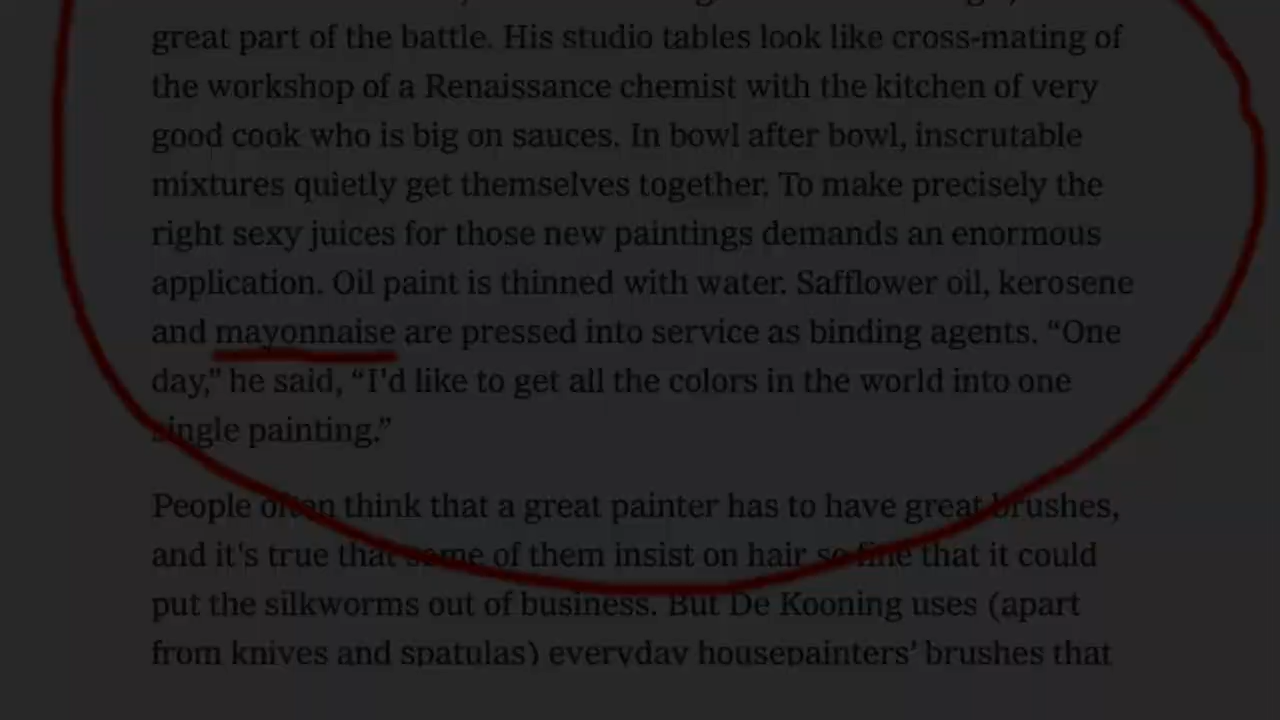 great part of the battle. His studio tables look like cross-mating of
the workshop of a Renaissance chemist with the kitchen of very
good cook who is big on sauces. In bowl after bowl, inscrutable
mixtures quietly get themselves together. To make precisely the
right sexy juices for those new paintings demands an enormous
application. Oil paint is thinned with water. Safflower oil, kerosene
and mayonnaise are pressed into service as binding agents. “One
day,” he said, “I’d like to get all the colors in the world into one
single painting.”
People often think that a great painter has to have great brushes,
and it's true that some of them insist on hair so fine that it could
put the silkworms out of business. But De Kooning uses (apart
from knives and spatulas) everyday housepainters’ brushes that